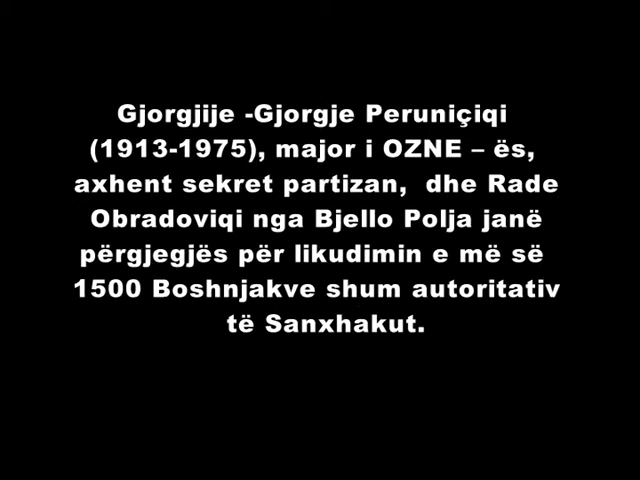 Gjorgjije -Gjorgje Peruniçiqi
(1913-1975), major i OZNE – ës,
axhent sekret partizan,  dhe Rade
Obradoviqi nga Bjello Polja janë
përgjegjës për likudimin e më së
1500 Boshnjakve shum autoritativ
të Sanxhakut.